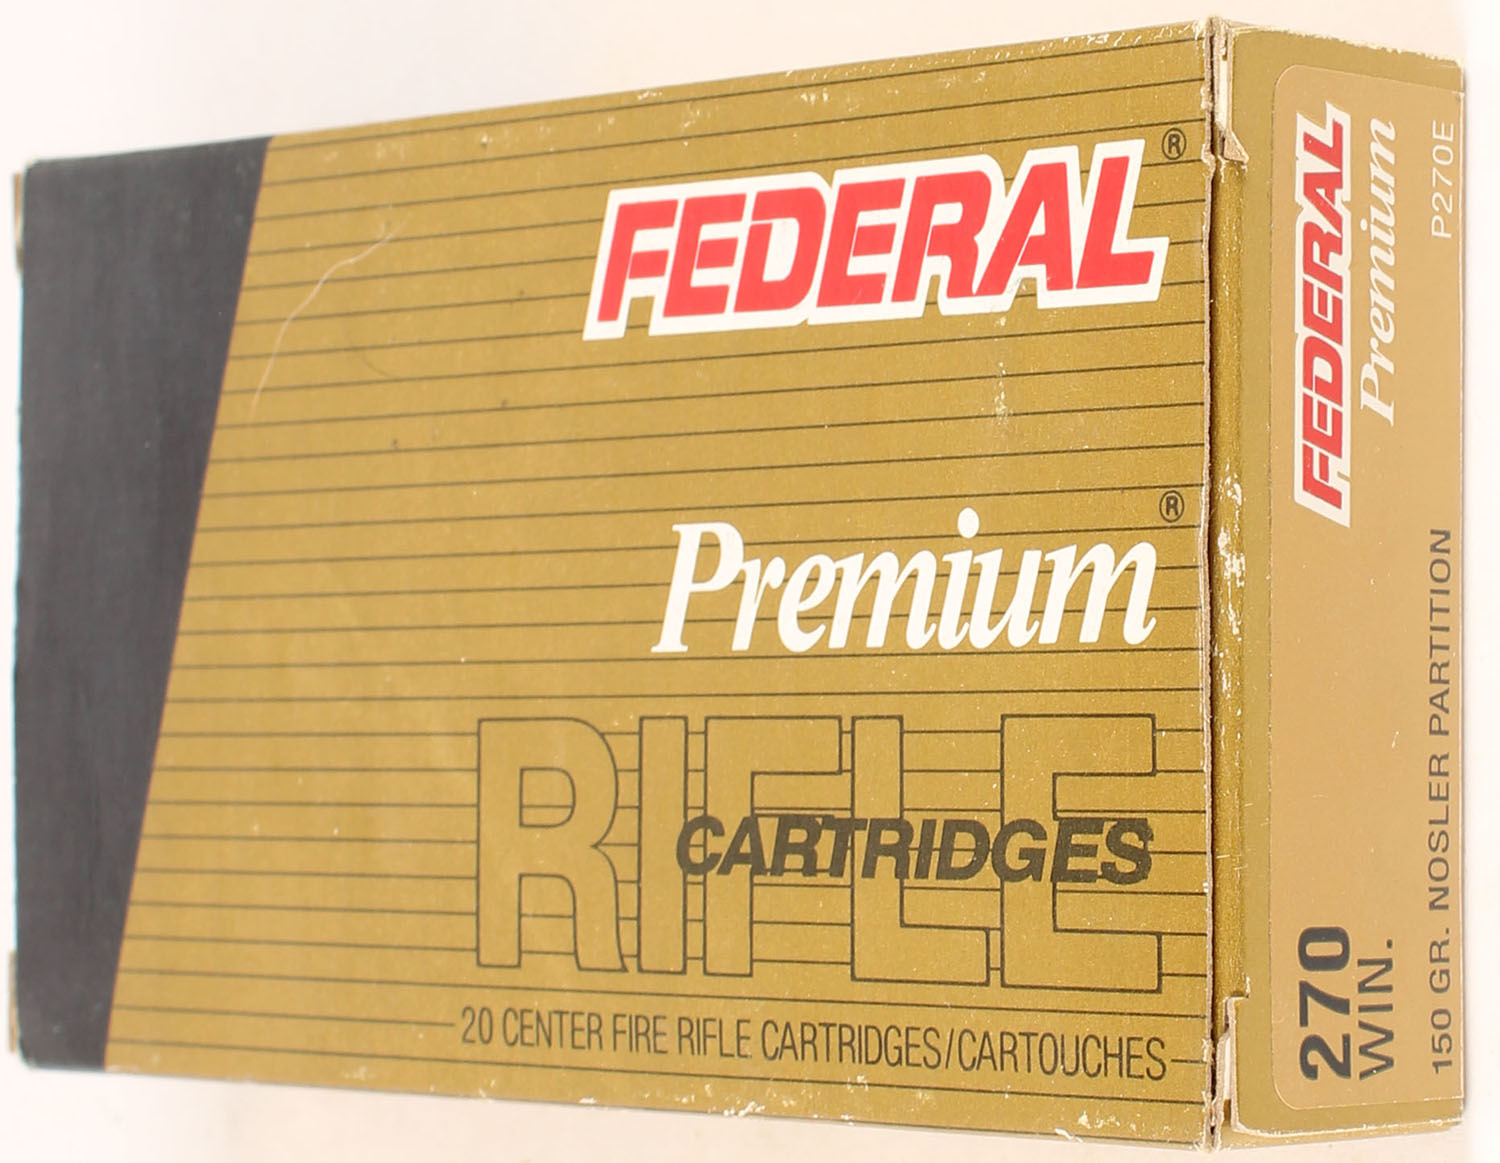 FEDERAL®
Premium®
RIFLE
CARTRIDGES
20 CENTER FIRE RIFLE CARTRIDGES/CARTOUCHES
FEDERAL
Premium
P270E
270
WIN.
150 GR. NOSLER PARTITION